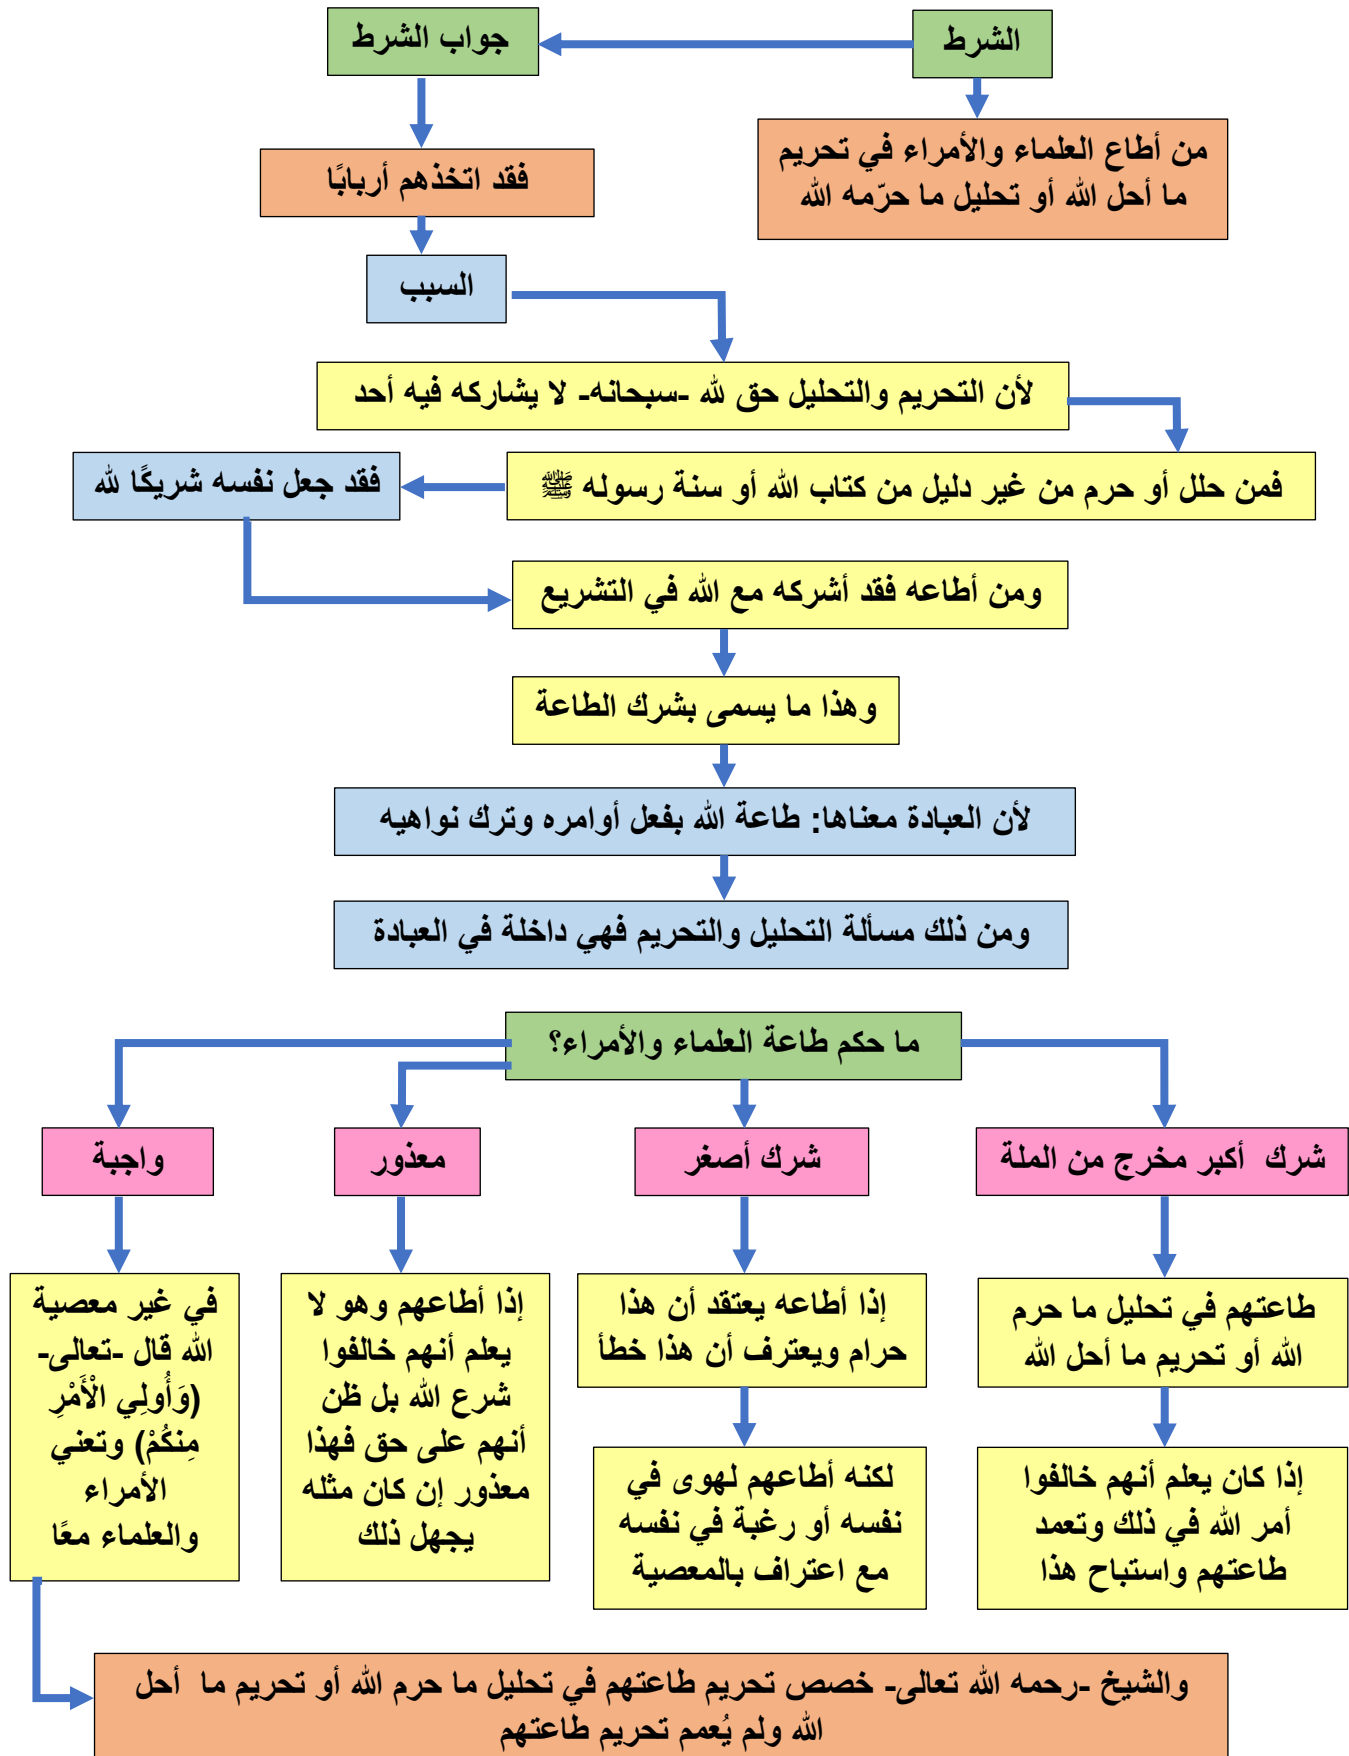 الشرط
جواب الشرط
من أطاع العلماء والأمراء في تحريم
ما أحل الله أو تحليل ما حرّمه الله
فقد اتخذهم أربابًا
السبب
لأن التحريم والتحليل حق لله -سبحانه- لا يشاركه فيه أحد
فمن حلل أو حرم من غير دليل من كتاب الله أو سنة رسوله ﷺ
فقد جعل نفسه شريكًا لله
ومن أطاعه فقد أشركه مع الله في التشريع
وهذا ما يسمى بشرك الطاعة
لأن العبادة معناها: طاعة الله بفعل أوامره وترك نواهيه
ومن ذلك مسألة التحليل والتحريم فهي داخلة في العبادة
ما حكم طاعة العلماء والأمراء؟
شرك أكبر مخرج من الملة
طاعتهم في تحليل ما حرم
الله أو تحريم ما أحل الله
إذا كان يعلم أنهم خالفوا
أمر الله في ذلك وتعمد
طاعتهم واستباح هذا
شرك أصغر
إذا أطاعه يعتقد أن هذا
حرام ويعترف أن هذا خطأ
لكنه أطاعهم لهوى في
نفسه أو رغبة في نفسه
مع اعتراف بالمعصية
معذور
إذا أطاعهم وهو لا
يعلم أنهم خالفوا
شرع الله بل ظن
أنهم على حق فهذا
معذور إن كان مثله
يجهل ذلك
واجبة
في غير معصية
الله قال -تعالى-
(وَأُولِي الْأَمْرِ
مِنكُمْ) وتعني
الأمراء
والعلماء معًا
والشيخ -رحمه الله تعالى- خصص تحريم طاعتهم في تحليل ما حرم الله أو تحريم ما أحل
الله ولم يُعمم تحريم طاعتهم